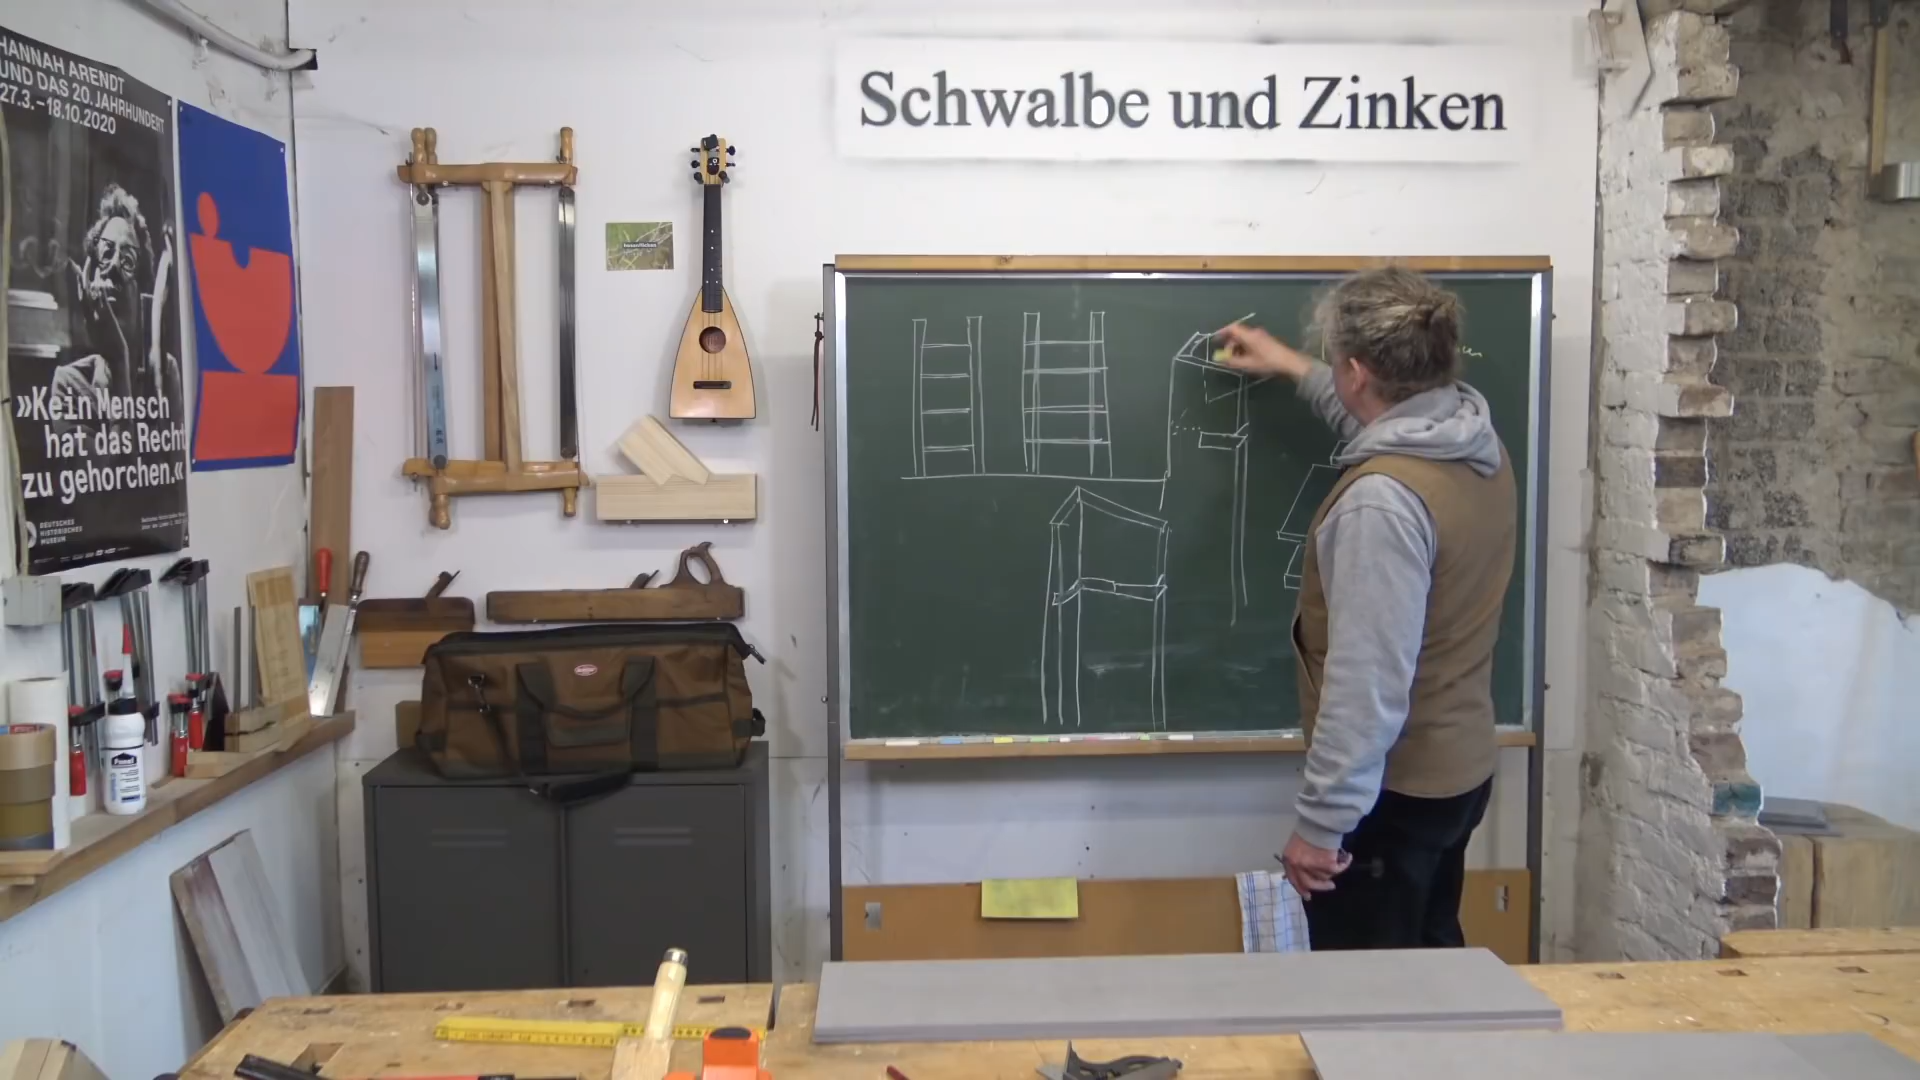 HANNAH ARENDT
UND DAS 20. JAHRHUNDERT
27.3.–18.10.2020
»Kein Mensch
hat das Recht
zu gehorchen.«
DEUTSCHES
HISTORISCHES
MUSEUM
Schwalbe und Zinken
Ponal